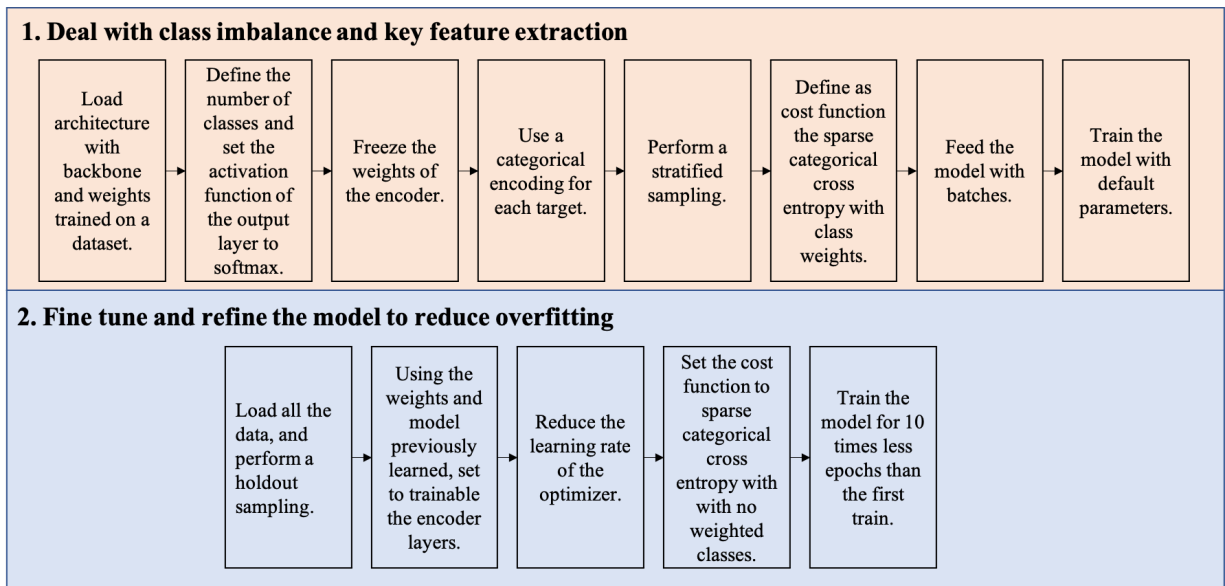 1. Deal with class imbalance and key feature extraction
Load
architecture
with
backbone
and weights
trained on a
dataset.
Define the
number of
classes and
set the
activation
function of
the output
layer to
softmax.
Freeze the
weights of
the encoder.
Use a
categorical
encoding for
each target.
Perform a
stratified
sampling.
Define as
cost function
the sparse
categorical
cross
entropy with
class
weights.
Feed the
model with
batches.
Train the
model with
default
parameters.
2. Fine tune and refine the model to reduce overfitting
Load all the
data, and
perform a
holdout
sampling.
Using the
weights and
model
previously
learned, set
to trainable
the encoder
layers.
Reduce the
learning rate
of the
optimizer.
Set the cost
function to
sparse
categorical
cross
entropy with
with no
weighted
classes.
Train the
model for 10
times less
epochs than
the first
train.